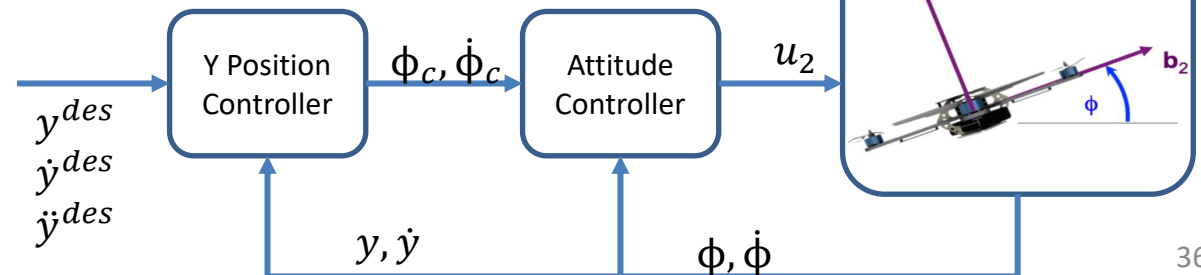 Y Position
Controller
ϕ_c, ϕ̇_c
Attitude
Controller
u_2
b_2
ϕ
y^{des}
ẏ^{des}
ÿ^{des}
y, ẏ
ϕ, ϕ̇
36